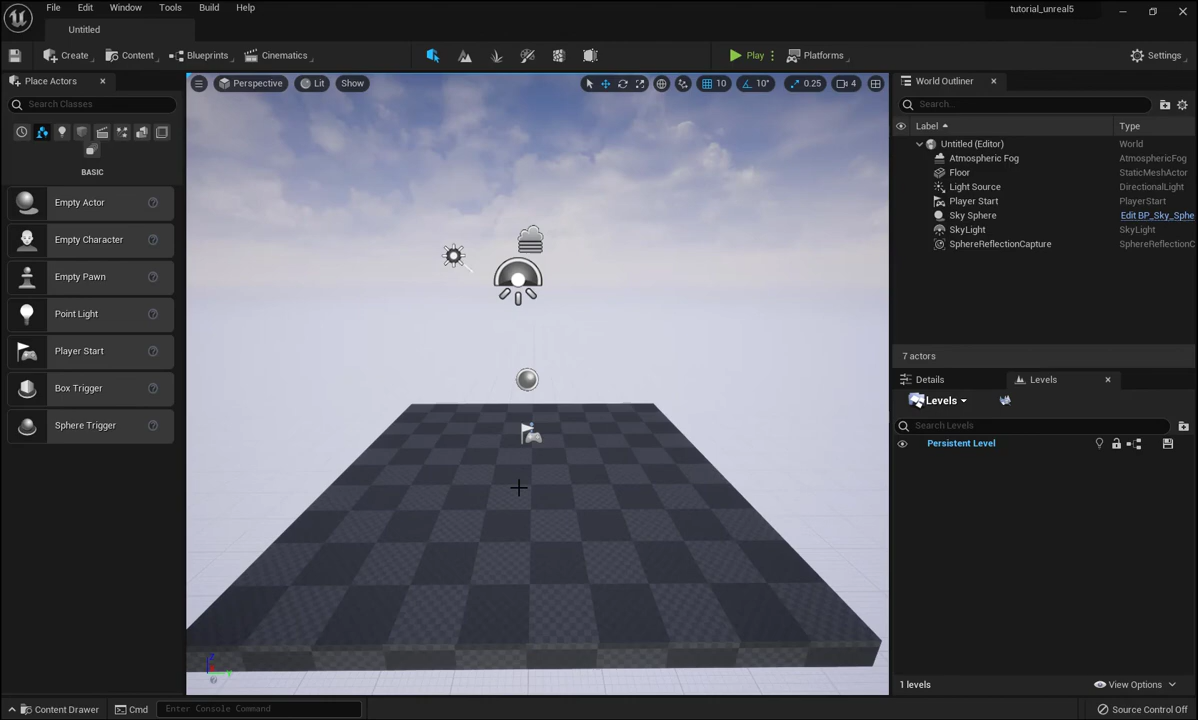 File Edit Window Tools Build Help
tutorial_unreal5
Untitled
Create Content Blueprints Cinematics
Play Platforms Settings
Place Actors
Search Classes
BASIC
Empty Actor
Empty Character
Empty Pawn
Point Light
Player Start
Box Trigger
Sphere Trigger
Perspective Lit Show
10 10° 0.25 4
World Outliner
Search...
Label Type
Untitled (Editor) World
Atmospheric Fog AtmosphericFog
Floor StaticMeshActor
Light Source DirectionalLight
Player Start PlayerStart
Sky Sphere Edit BP_Sky_Sphe
SkyLight SkyLight
SphereReflectionCapture SphereReflectionC
7 actors
Details Levels
Levels
Search Levels
Persistent Level
1 levels View Options
Content Drawer Cmd Enter Console Command
Source Control Off